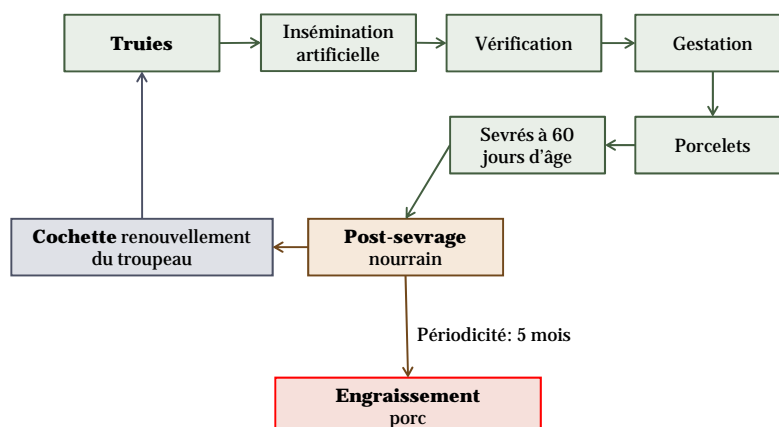 Truies
Insémination
artificielle
Vérification
Gestation
Porcelets
Sevrés à 60
jours d'âge
Post-sevrage
nourrain
Cochette renouvellement
du troupeau
Périodicité: 5 mois
Engraissement
porc